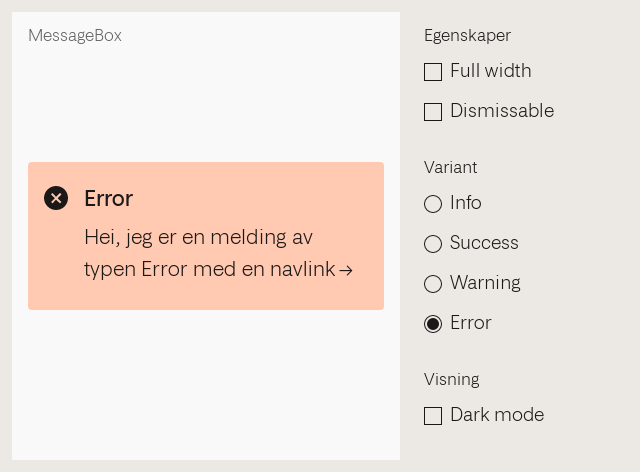 MessageBox
Error
Hei, jeg er en melding av
typen Error med en navlink →
Egenskaper
Full width
Dismissable
Variant
Info
Success
Warning
Error
Visning
Dark mode